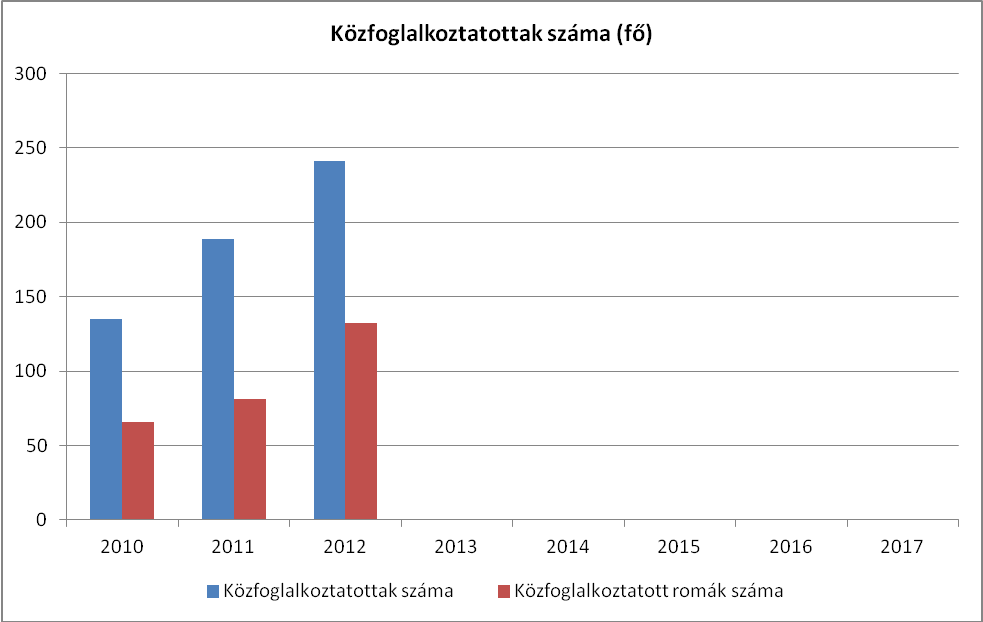 Közfoglalkoztatottak száma (fő)
300
250
200
150
100
50
0
2010 2011 2012 2013 2014 2015 2016 2017
Közfoglalkoztatottak száma Közfoglalkoztatott romák száma